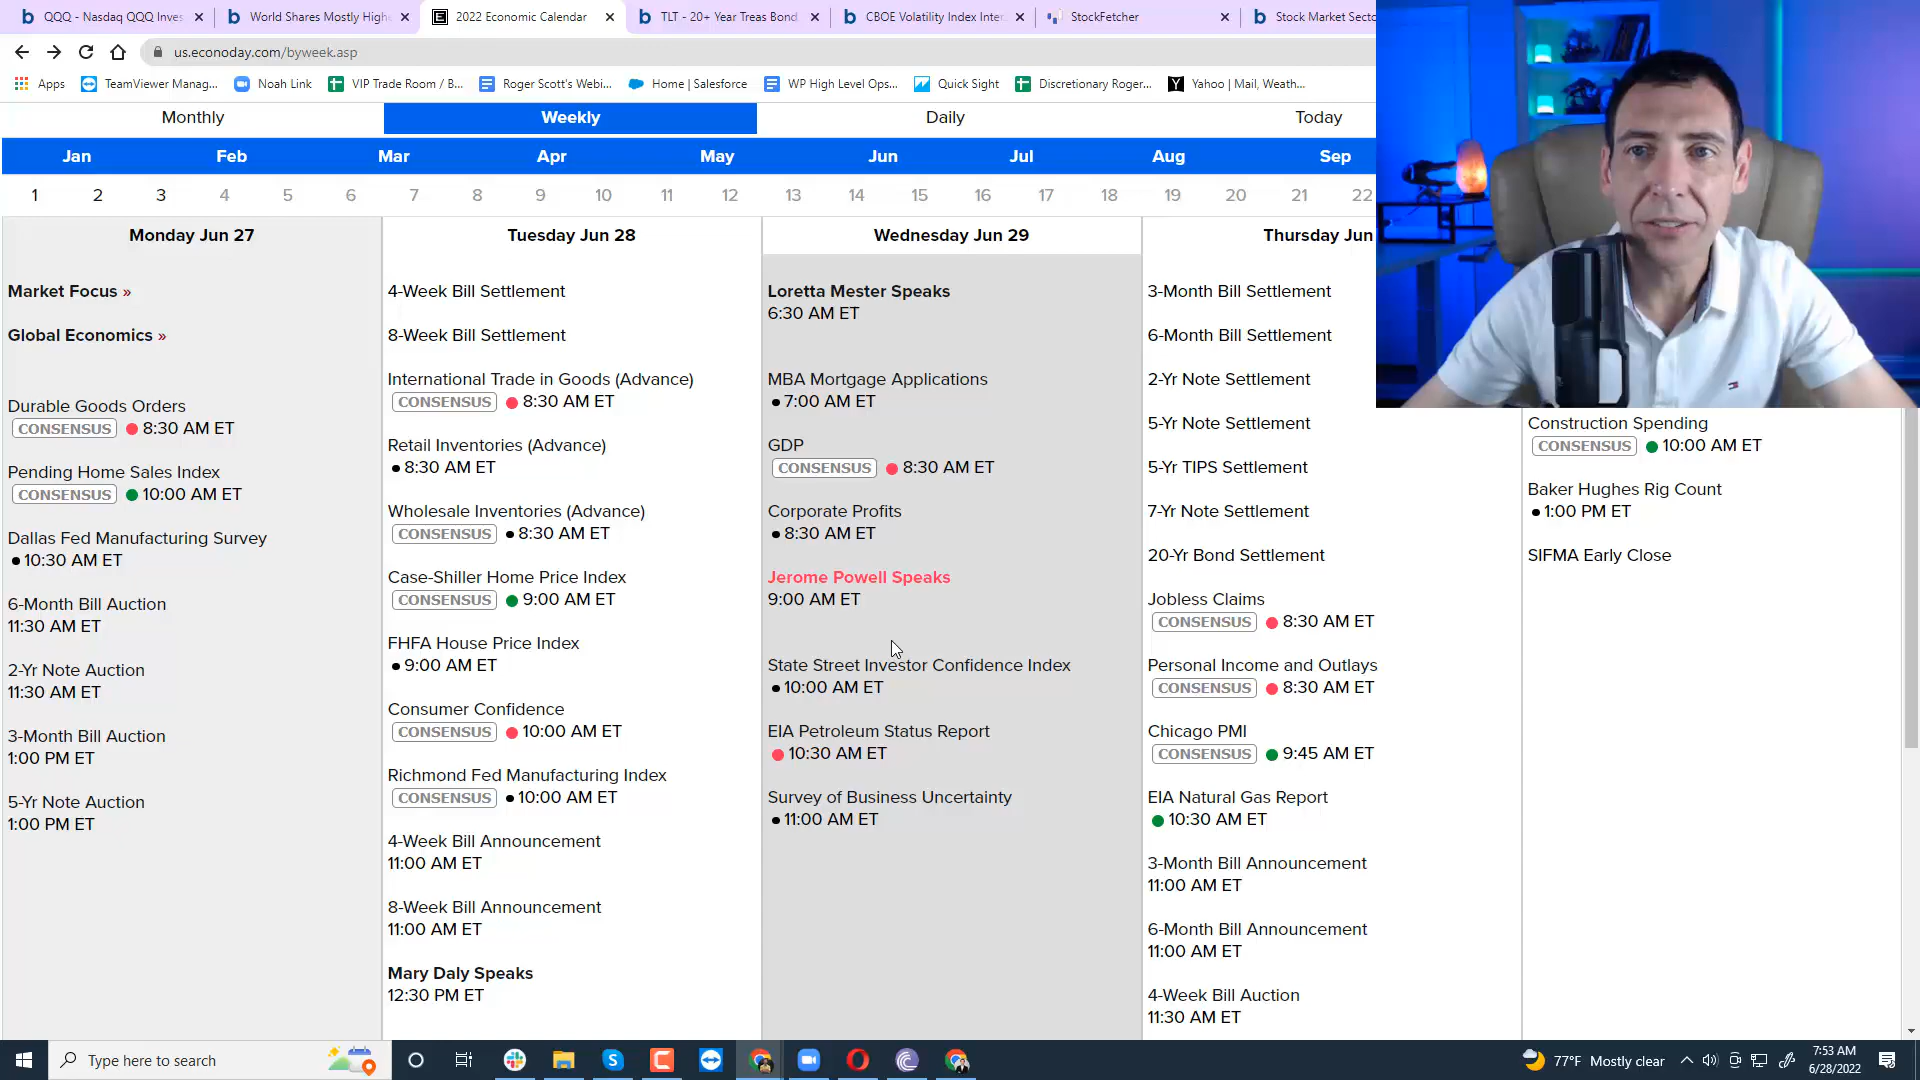 QQQ - Nasdaq QQQ Inves
World Shares Mostly High
2022 Economic Calendar
TLT - 20+ Year Treas Bond
CBOE Volatility Index Inter
StockFetcher
Stock Market Secto
us.econoday.com/byweek.asp
Apps
TeamViewer Manag...
Noah Link
VIP Trade Room / B...
Roger Scott's Webi...
Home | Salesforce
WP High Level Ops...
Quick Sight
Discretionary Roger...
Yahoo | Mail, Weath...
Monthly
Weekly
Daily
Today
Jan Feb Mar Apr May Jun Jul Aug Sep
1 2 3 4 5 6 7 8 9 10 11 12 13 14 15 16 17 18 19 20 21 22
Monday Jun 27
Market Focus »
Global Economics »
Durable Goods Orders
CONSENSUS 8:30 AM ET
Pending Home Sales Index
CONSENSUS 10:00 AM ET
Dallas Fed Manufacturing Survey
10:30 AM ET
6-Month Bill Auction
11:30 AM ET
2-Yr Note Auction
11:30 AM ET
3-Month Bill Auction
1:00 PM ET
5-Yr Note Auction
1:00 PM ET
Tuesday Jun 28
4-Week Bill Settlement
8-Week Bill Settlement
International Trade in Goods (Advance)
CONSENSUS 8:30 AM ET
Retail Inventories (Advance)
8:30 AM ET
Wholesale Inventories (Advance)
CONSENSUS 8:30 AM ET
Case-Shiller Home Price Index
CONSENSUS 9:00 AM ET
FHFA House Price Index
9:00 AM ET
Consumer Confidence
CONSENSUS 10:00 AM ET
Richmond Fed Manufacturing Index
CONSENSUS 10:00 AM ET
4-Week Bill Announcement
11:00 AM ET
8-Week Bill Announcement
11:00 AM ET
Mary Daly Speaks
12:30 PM ET
Wednesday Jun 29
Loretta Mester Speaks
6:30 AM ET
MBA Mortgage Applications
7:00 AM ET
GDP
CONSENSUS 8:30 AM ET
Corporate Profits
8:30 AM ET
Jerome Powell Speaks
9:00 AM ET
State Street Investor Confidence Index
10:00 AM ET
EIA Petroleum Status Report
10:30 AM ET
Survey of Business Uncertainty
11:00 AM ET
Thursday Jun
3-Month Bill Settlement
6-Month Bill Settlement
2-Yr Note Settlement
5-Yr Note Settlement
5-Yr TIPS Settlement
7-Yr Note Settlement
20-Yr Bond Settlement
Jobless Claims
CONSENSUS 8:30 AM ET
Personal Income and Outlays
CONSENSUS 8:30 AM ET
Chicago PMI
CONSENSUS 9:45 AM ET
EIA Natural Gas Report
10:30 AM ET
3-Month Bill Announcement
11:00 AM ET
6-Month Bill Announcement
11:00 AM ET
4-Week Bill Auction
11:30 AM ET
Construction Spending
CONSENSUS 10:00 AM ET
Baker Hughes Rig Count
1:00 PM ET
SIFMA Early Close
Type here to search
77°F Mostly clear
7:53 AM
6/28/2022